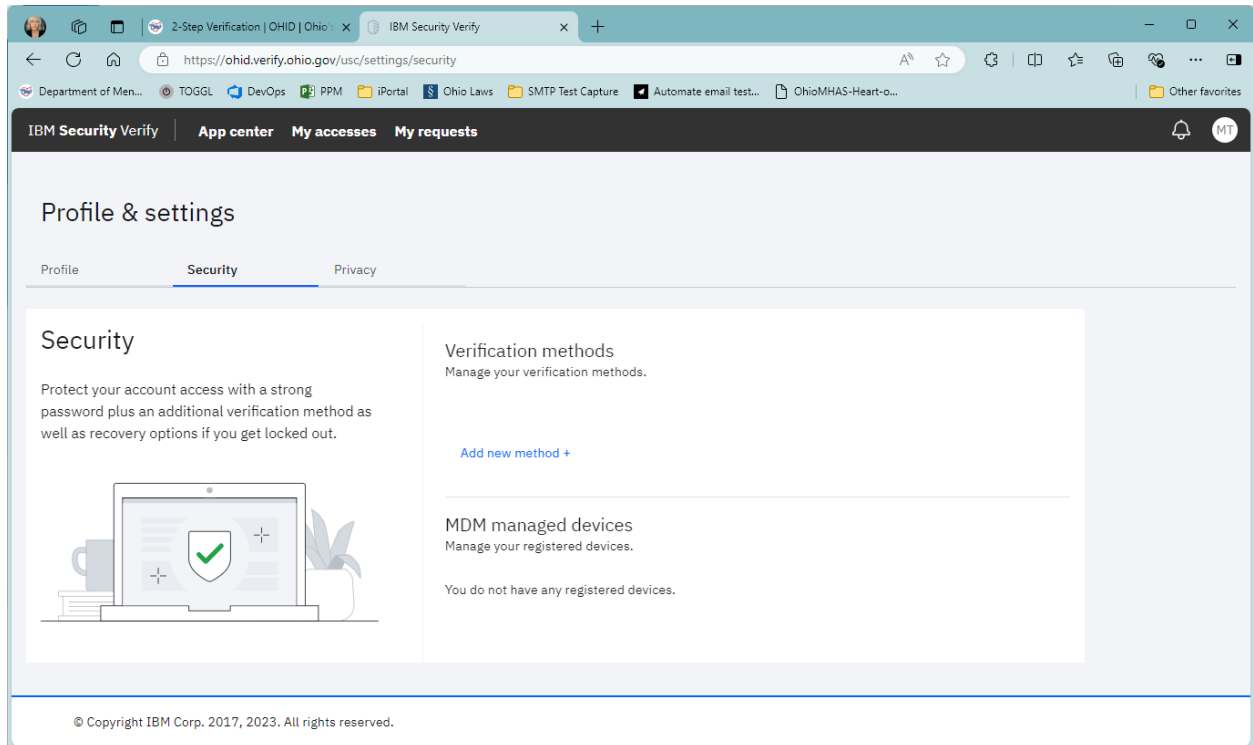 2-Step Verification | OHID | Ohio's
IBM Security Verify
https://ohid.verify.ohio.gov/usc/settings/security
Department of Men...
TOGGL
DevOps
PPM
iPortal
§ Ohio Laws
SMTP Test Capture
Automate email test...
OhioMHAS-Heart-o...
Other favorites
IBM Security Verify
App center
My accesses
My requests
MT
Profile & settings
Profile
Security
Privacy
Security
Protect your account access with a strong
password plus an additional verification method as
well as recovery options if you get locked out.
Verification methods
Manage your verification methods.
Add new method +
MDM managed devices
Manage your registered devices.
You do not have any registered devices.
© Copyright IBM Corp. 2017, 2023. All rights reserved.